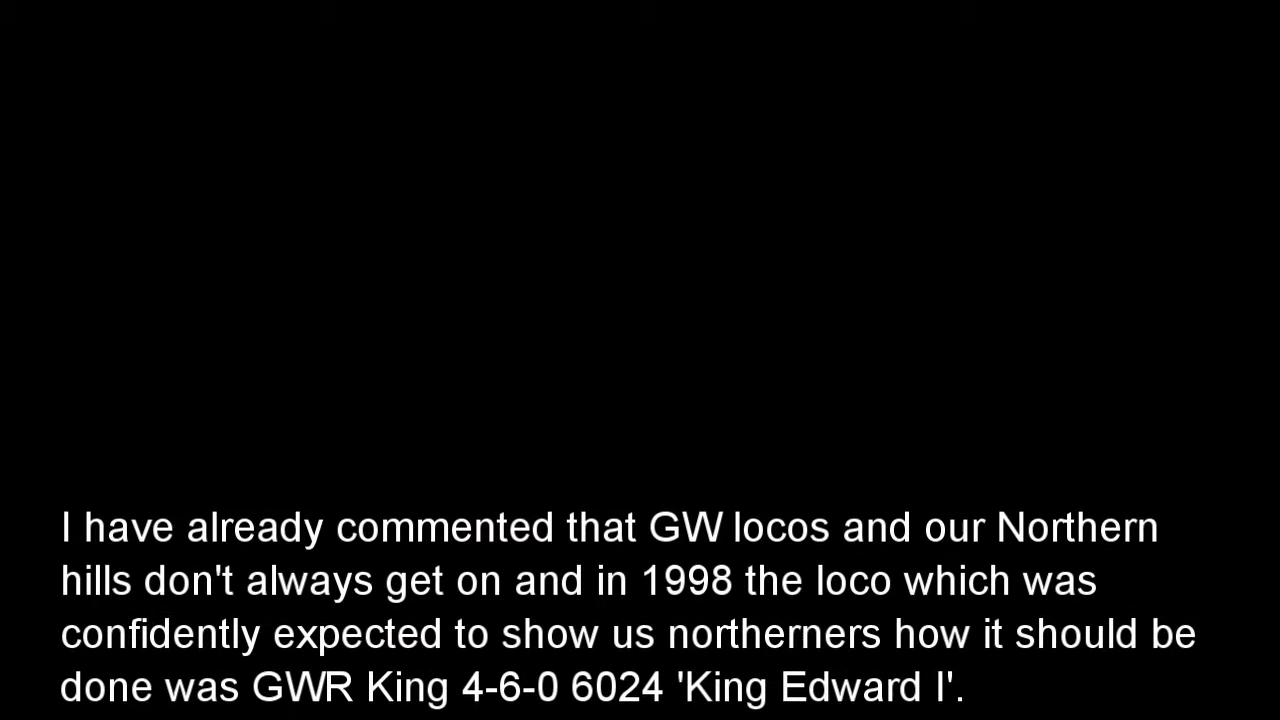 I have already commented that GW locos and our Northern
hills don't always get on and in 1998 the loco which was
confidently expected to show us northerners how it should be
done was GWR King 4-6-0 6024 'King Edward I'.